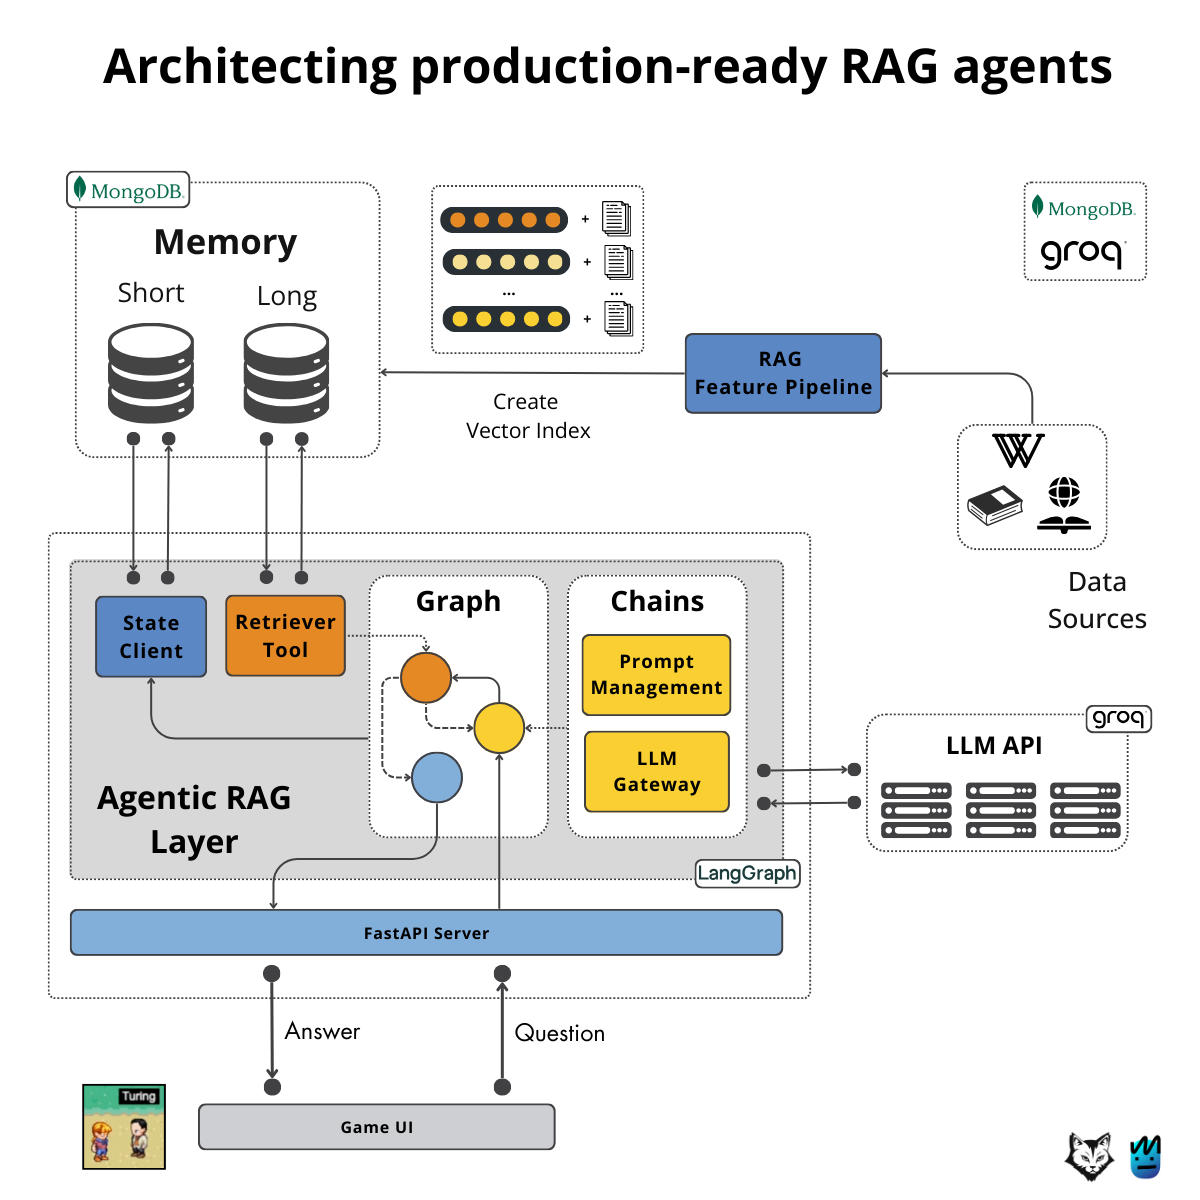 Architecting production-ready RAG agents
MongoDB.
Memory
Short
Long
+
+
...
...
+
MongoDB.
groq
RAG
Feature Pipeline
Create
Vector Index
Data
Sources
State
Client
Retriever
Tool
Graph
Chains
Prompt
Management
LLM
Gateway
Agentic RAG
Layer
LangGraph
groq
LLM API
FastAPI Server
Answer
Question
Turing
Game UI